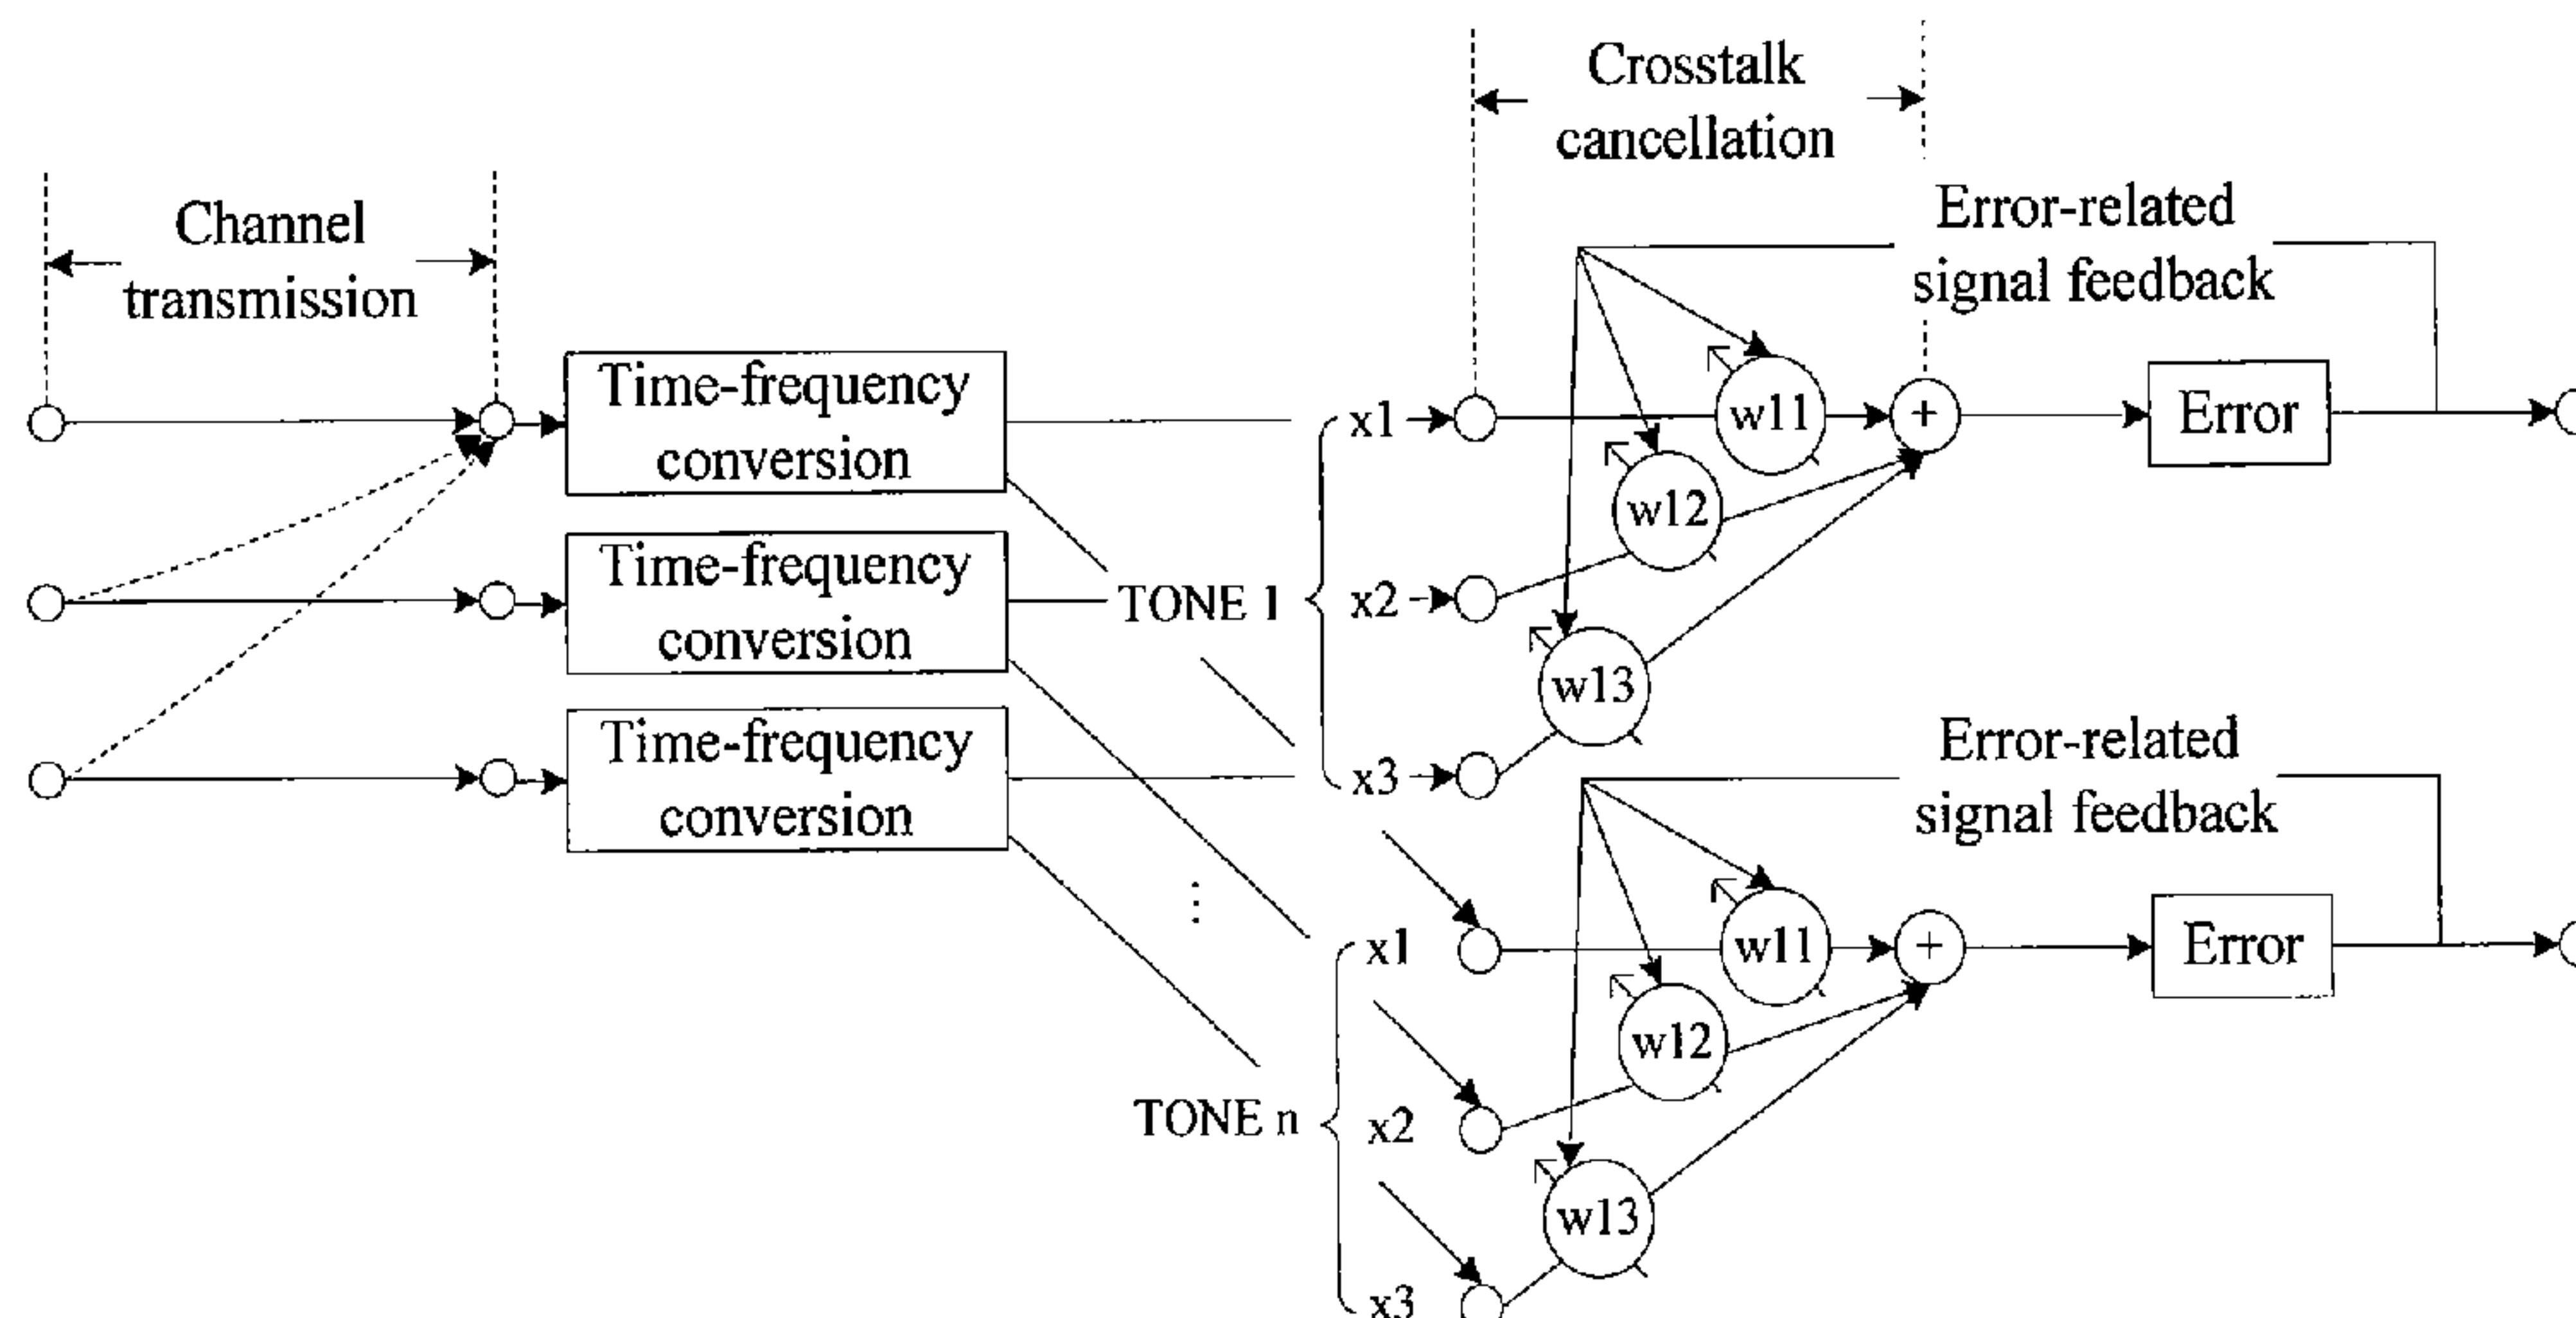 Crosstalk
cancellation
Channel
transmission
Error-related
signal feedback
Time-frequency
conversion
x1
w11
+
Error
w12
Time-frequency
conversion
TONE 1
x2
w13
Time-frequency
conversion
x3
Error-related
signal feedback
x1
w11
+
Error
w12
TONE n
x2
w13
x3